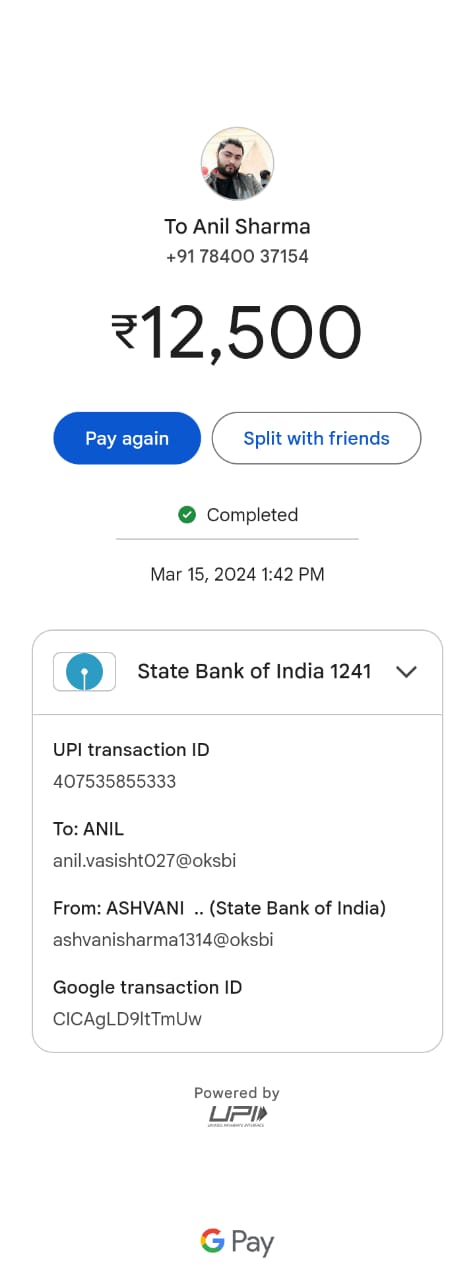 To Anil Sharma
+91 78400 37154
₹12,500
Pay again
Split with friends
Completed
Mar 15, 2024 1:42 PM
State Bank of India 1241
UPI transaction ID
407535855333
To: ANIL
anil.vasisht027@oksbi
From: ASHVANI .. (State Bank of India)
ashvanisharma1314@oksbi
Google transaction ID
CICAgLD9ltTmUw
Powered by
UPI
UNIFIED PAYMENTS INTERFACE
G Pay